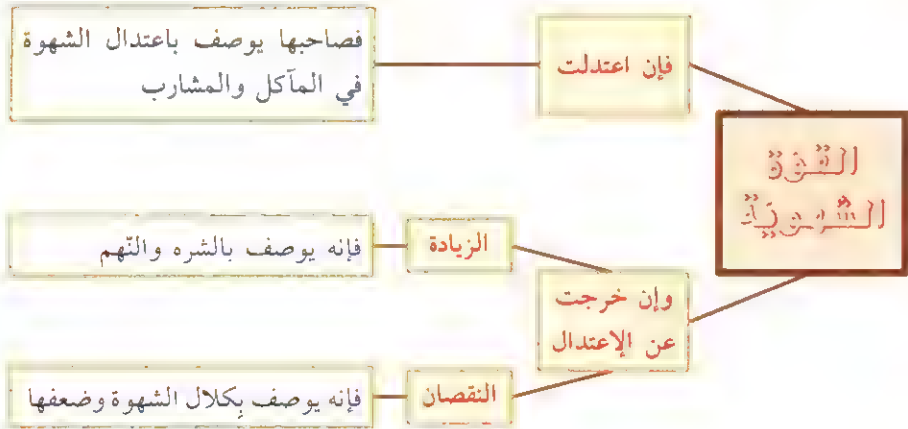 القوة
الشهويّة
فإن اعتدلت
فصاحبها يوصف باعتدال الشهوة
في المآكل والمشارب
وإن خرجت
عن الإعتدال
الزيادة
فإنه يوصف بالشره والنّهم
النقصان
فإنه يوصف بِكلال الشهوة وضعفها